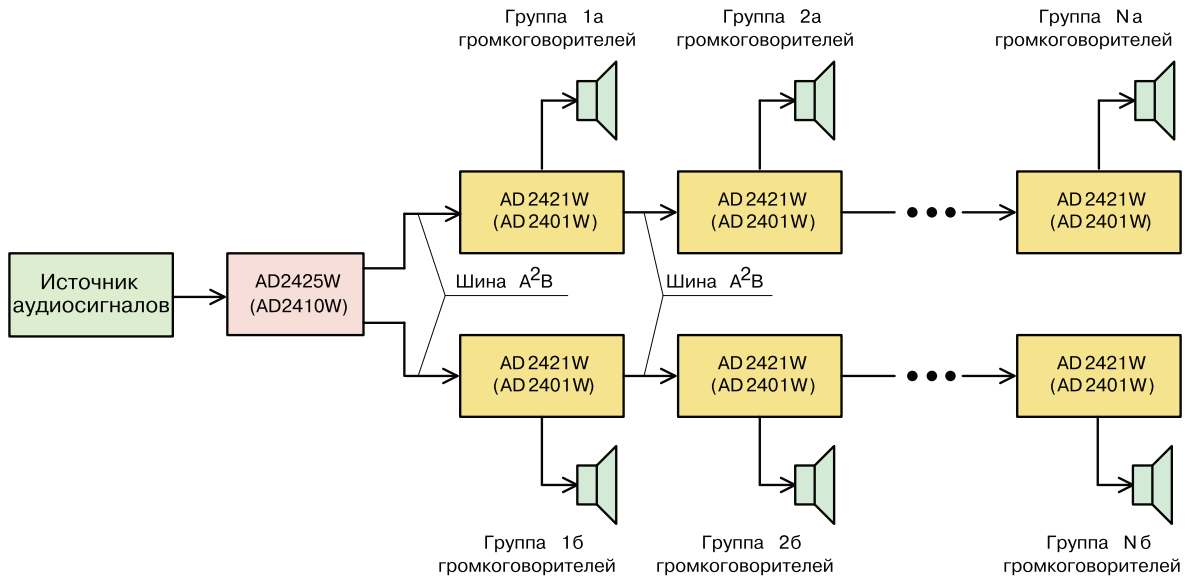 Группа 1а
громкоговорителей
Группа 2а
громкоговорителей
Группа Nа
громкоговорителей
AD2421W
(AD2401W)
AD2421W
(AD2401W)
AD2421W
(AD2401W)
Источник
аудиосигналов
AD2425W
(AD2410W)
Шина A²B
Шина A²B
AD2421W
(AD2401W)
AD2421W
(AD2401W)
AD2421W
(AD2401W)
Группа 1б
громкоговорителей
Группа 2б
громкоговорителей
Группа Nб
громкоговорителей